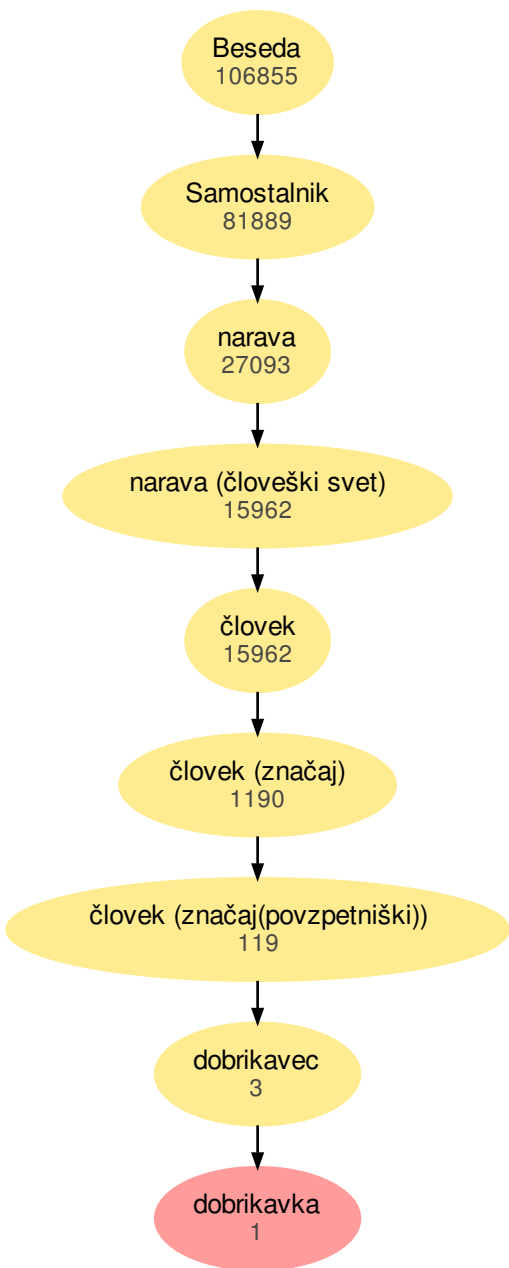 Beseda
106855
Samostalnik
81889
narava
27093
narava (človeški svet)
15962
človek
15962
človek (značaj)
1190
človek (značaj(povzpetniški))
119
dobrikavec
3
dobrikavka
1